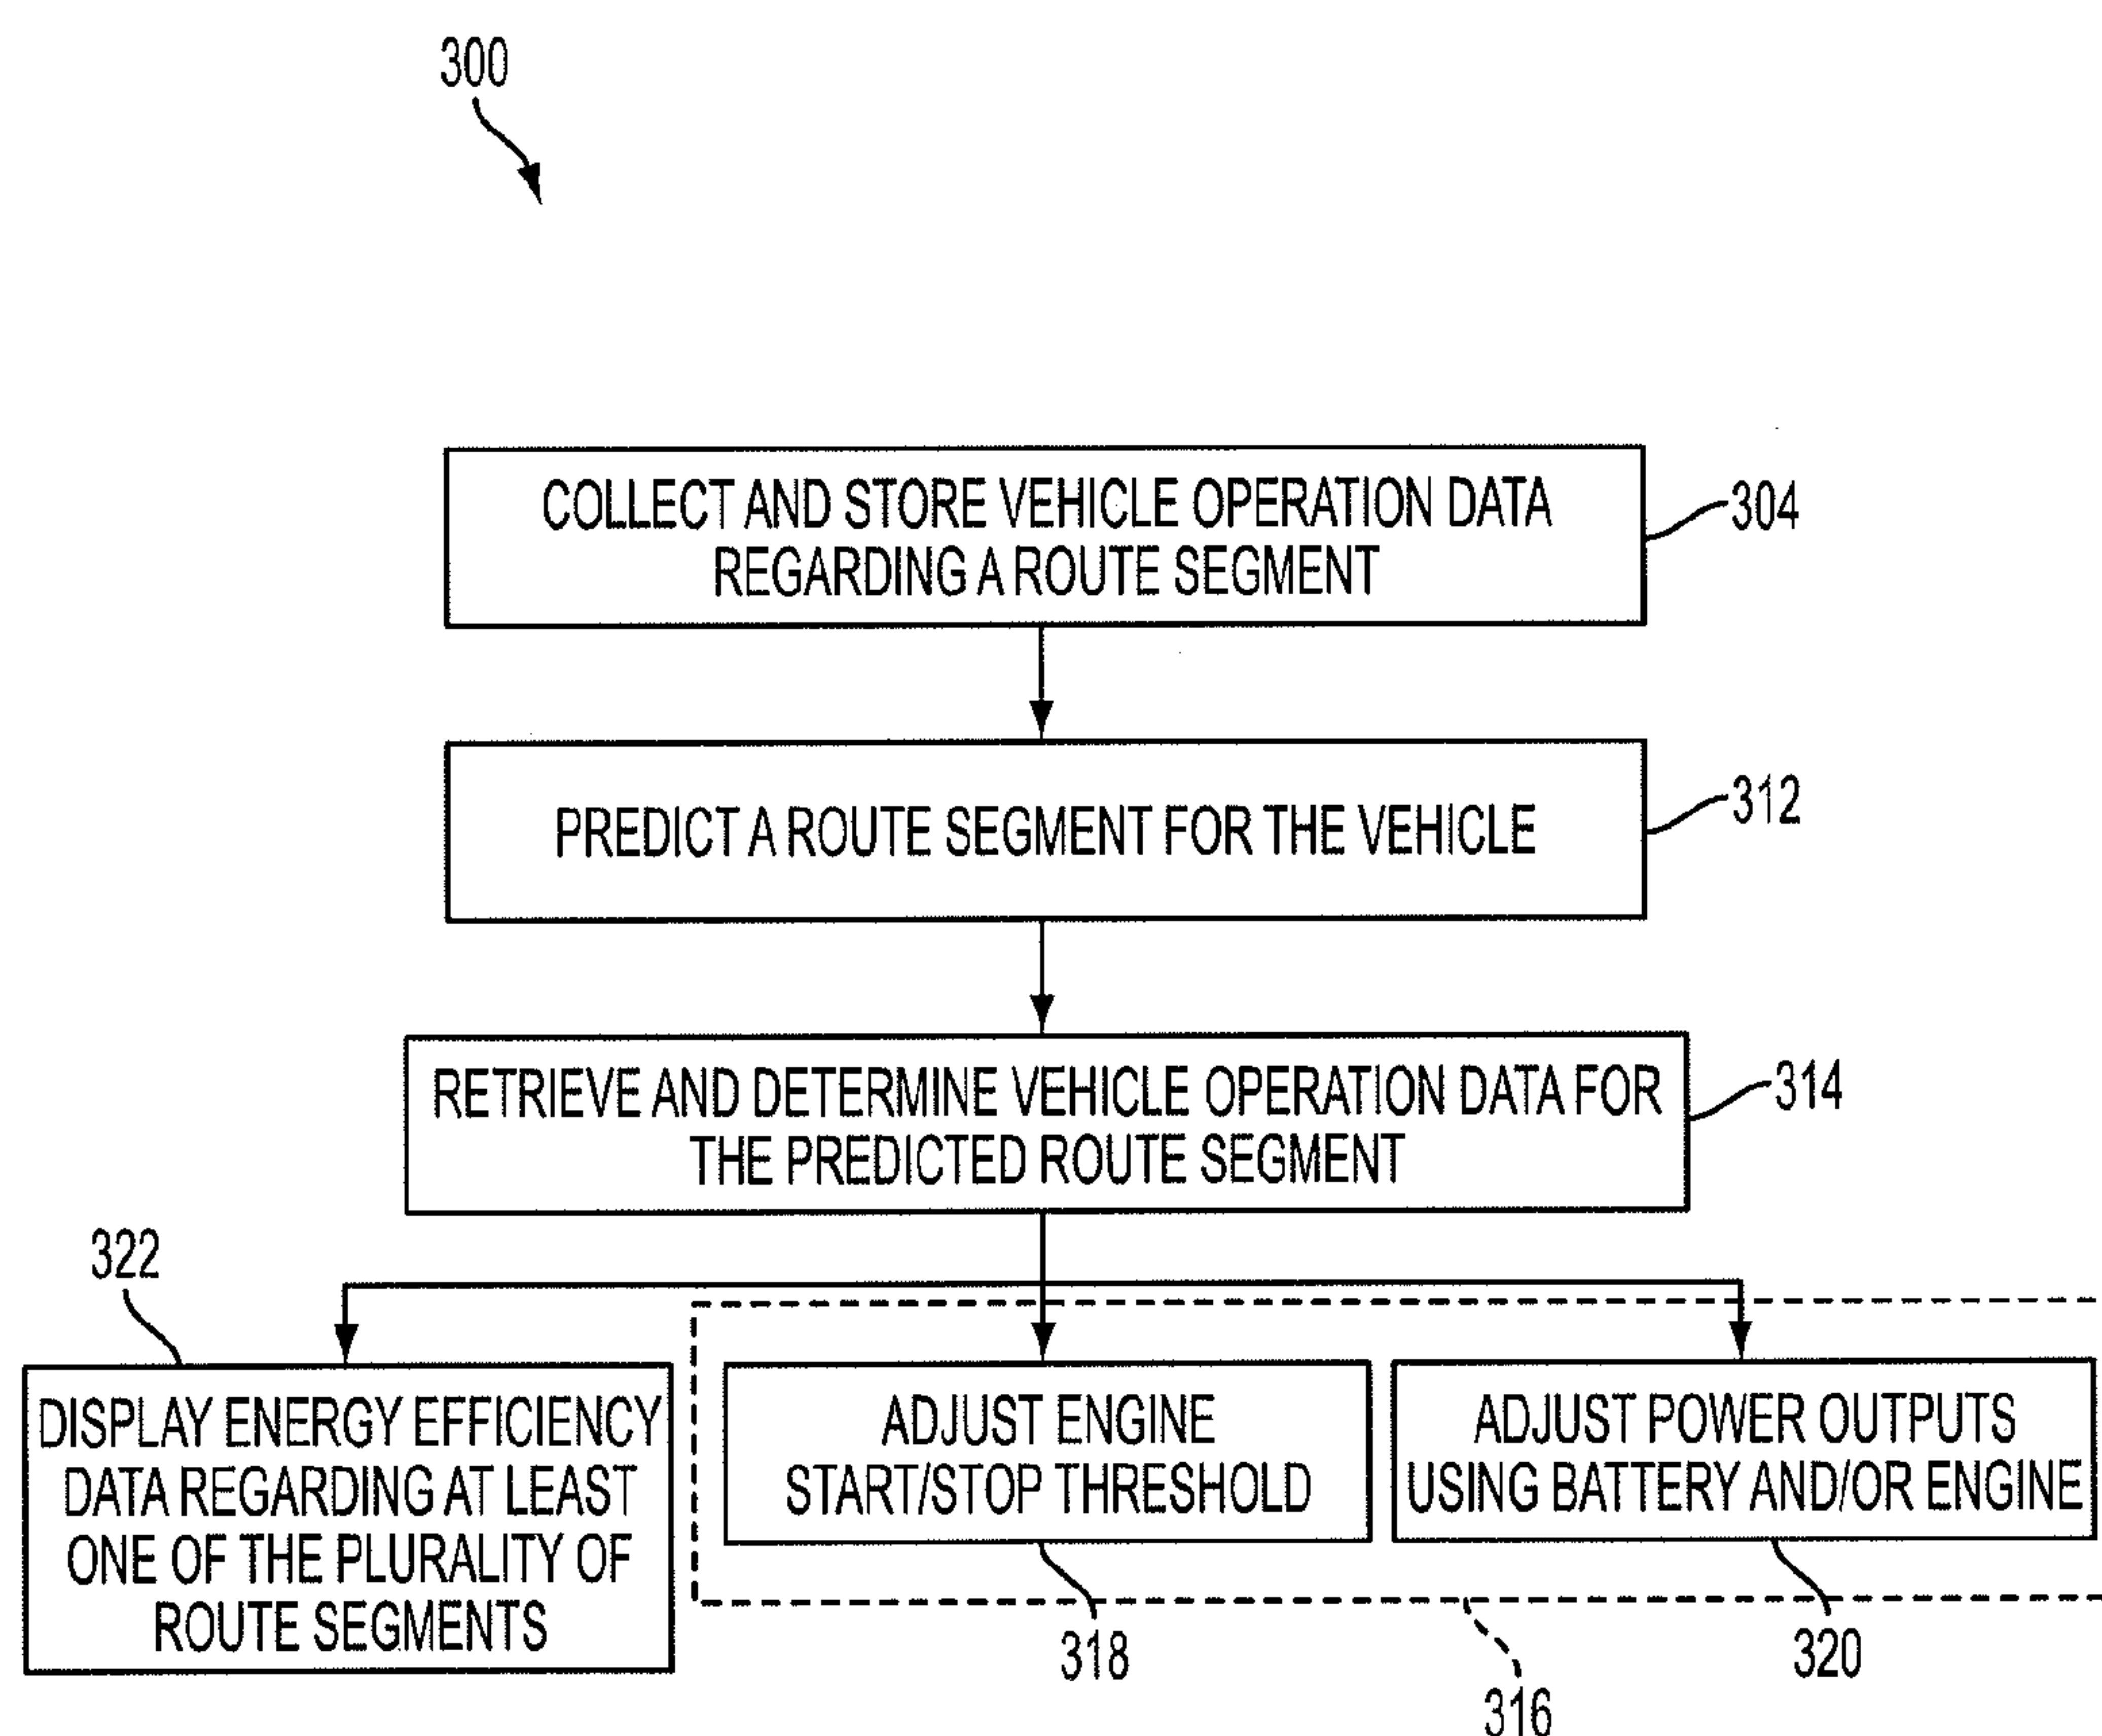 300
COLLECT AND STORE VEHICLE OPERATION DATA
REGARDING A ROUTE SEGMENT
304
PREDICT A ROUTE SEGMENT FOR THE VEHICLE
312
RETRIEVE AND DETERMINE VEHICLE OPERATION DATA FOR
THE PREDICTED ROUTE SEGMENT
314
322
DISPLAY ENERGY EFFICIENCY
DATA REGARDING AT LEAST
ONE OF THE PLURALITY OF
ROUTE SEGMENTS
ADJUST ENGINE
START/STOP THRESHOLD
ADJUST POWER OUTPUTS
USING BATTERY AND/OR ENGINE
318
320
316